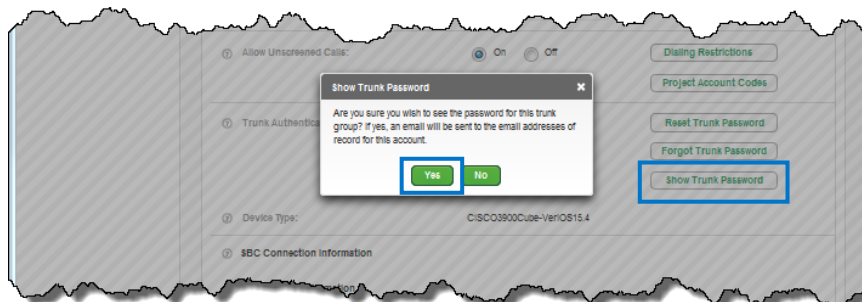 Allow Unscreened Calls:
On
Off
Dialing Restrictions
Project Account Codes
Show Trunk Password
Are you sure you wish to see the password for this trunk
group? If yes, an email will be sent to the email addresses of
record for this account.
Yes
No
Trunk Authentica
Reset Trunk Password
Forgot Trunk Password
Show Trunk Password
Device Type:
CISCO3900Cube-VerIOS15.4
SBC Connection Information